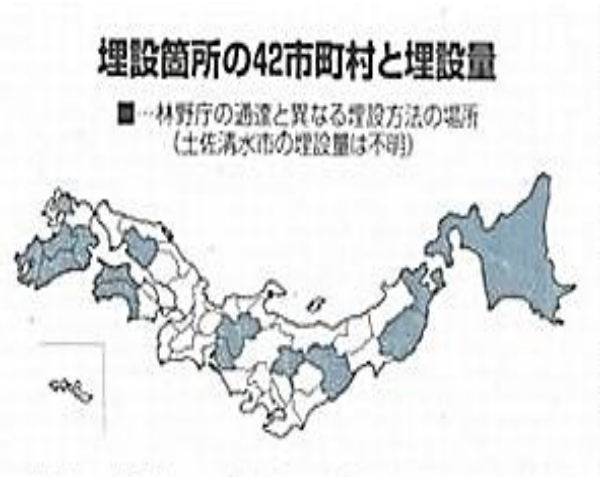 埋設箇所の42市町村と埋設量
■…林野庁の通達と異なる埋設方法の場所
(土佐清水市の埋設量は不明)